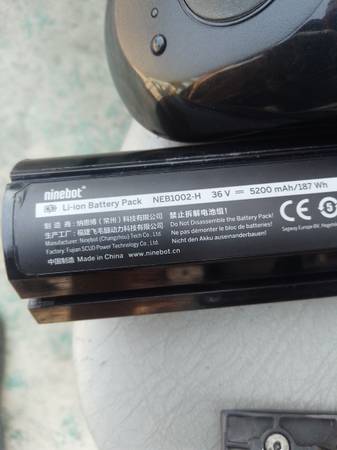 ninebot®
Li-ion Battery Pack NEB1002-H 36 V ⎓ 5200 mAh/187 Wh
制 造 商: 纳恩博（常州）科技有限公司
生产工厂: 福建飞毛腿动力科技有限公司
Manufacturer: Ninebot (Changzhou) Tech Co., Ltd.
Factory: Fujian SCUD Power Technology Co., Ltd.
中国制造 Made in China www.ninebot.cn
禁止拆解电池组!
Do Not Disassemble the Battery Pack!
Ne pas démonter le bloc de batteries!
Nicht den Akku auseinanderbauen!
CE
Segway Europe BV.